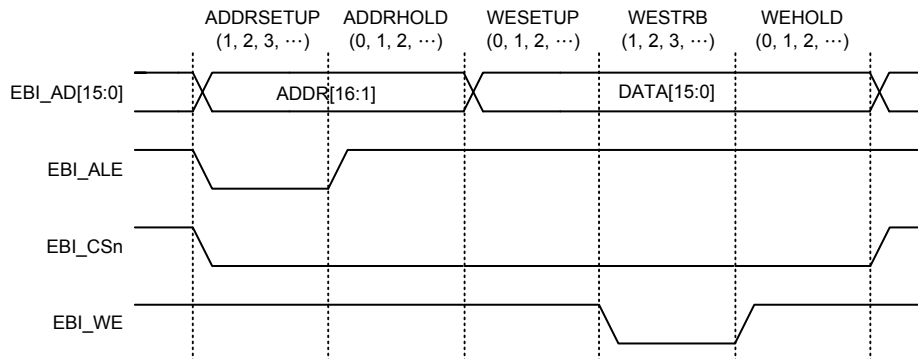 ADDRSETUP ADDRHOLD WESETUP WESTRB WEHOLD
(1, 2, 3, ⋯) (0, 1, 2, ⋯) (0, 1, 2, ⋯) (1, 2, 3, ⋯) (0, 1, 2, ⋯)
EBI_AD[15:0] ADDR[16:1] DATA[15:0]
EBI_ALE
EBI_CSn
EBI_WE